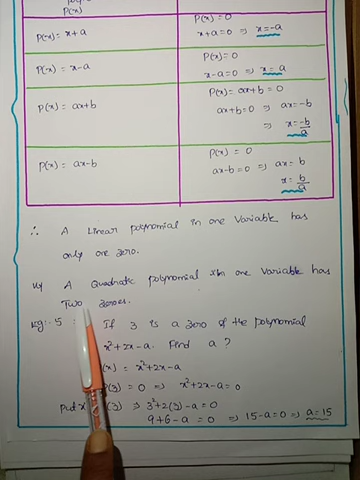 P(x)
P(x) = x+a
P(x) = 0
x+a=0 ⇒ x=-a
P(x) = x-a
P(x)=0
x-a=0 ⇒ x=a
P(x) = ax+b
P(x) = ax+b = 0
ax+b=0 ⇒ ax=-b
⇒ x=-b/a
P(x) = ax-b
P(x) = 0
ax-b=0 ⇒ ax=b
x=b/a
∴ A Linear polynomial in one variable has
only one zero.
A Quadratic polynomial in one variable has
Two zeroes.
eg:-5 : If 3 is a zero of the polynomial
x²+2x-a. Find a?
(x) = x²+2x-a
(3) = 0 ⇒ x²+2x-a=0
Put x (3) ⇒ 3²+2(3)-a=0
9+6-a=0 ⇒ 15-a=0 ⇒ a=15